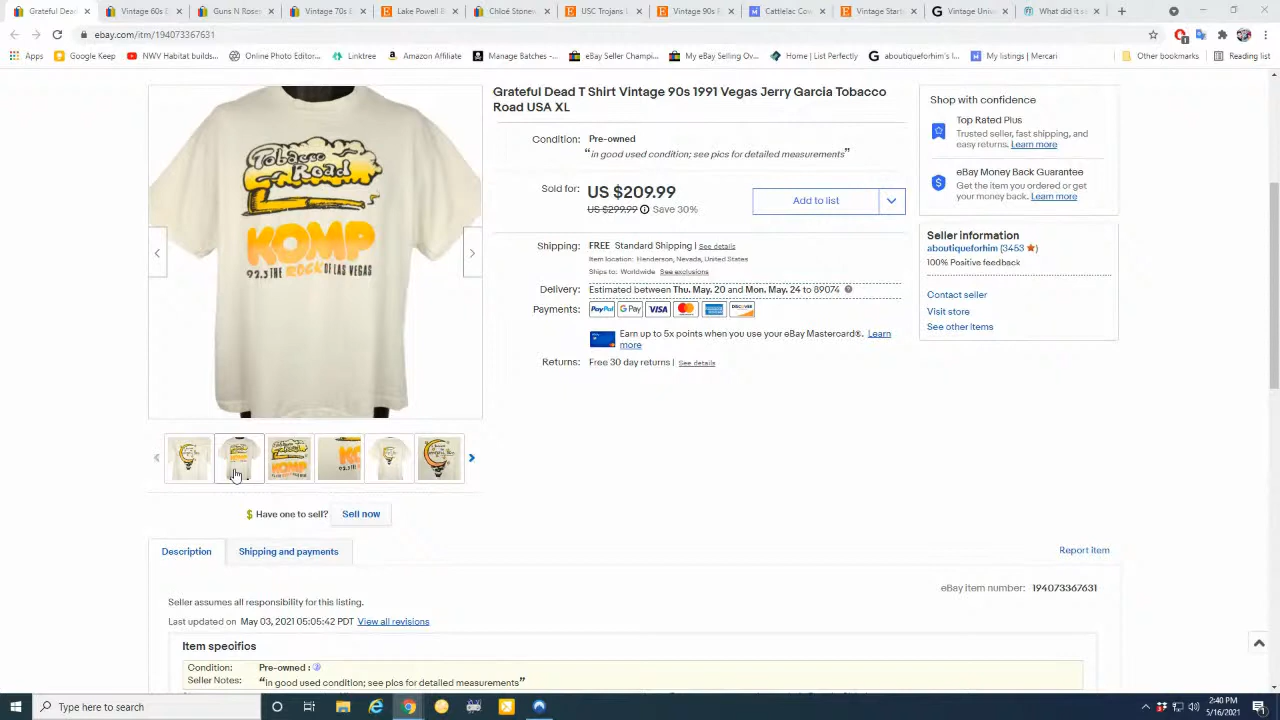 Grateful Dea
Vintage 60s E
Guns N Rosen
Vintage 70s E
Lake Powell B
Chloé Stone
USC Trojans L
Vintage 90s E
Cattlelac Cow
Vintage Starte
Vintage Univer
What did it s
ebay.com/itm/194073367631
Apps
Google Keep
NWV Habitat builds...
Online Photo Editor...
Linktree
Amazon Affiliate
Manage Batches -...
eBay Seller Champi...
My eBay Selling Ov...
Home | List Perfectly
aboutiqueforhim's l...
My listings | Mercari
Other bookmarks
Reading list
Grateful Dead T Shirt Vintage 90s 1991 Vegas Jerry Garcia Tobacco
Road USA XL
Condition: Pre-owned
"in good used condition; see pics for detailed measurements"
Sold for: US $209.99
US $299.99 Save 30%
Add to list
Shipping: FREE Standard Shipping | See details
Item location: Henderson, Nevada, United States
Ships to: Worldwide See exclusions
Delivery: Estimated between Thu. May. 20 and Mon. May. 24 to 89074
Payments: PayPal G Pay VISA
Earn up to 5x points when you use your eBay Mastercard®. Learn
more
Returns: Free 30 day returns | See details
Shop with confidence
Top Rated Plus
Trusted seller, fast shipping, and
easy returns. Learn more
eBay Money Back Guarantee
Get the item you ordered or get
your money back. Learn more
Seller information
aboutiqueforhim (3453 )
100% Positive feedback
Contact seller
Visit store
See other items
Tobacco
Road
KOMP
92.3 THE ROCK OF LAS VEGAS
$ Have one to sell? Sell now
Description
Shipping and payments
Report item
eBay item number: 194073367631
Seller assumes all responsibility for this listing.
Last updated on May 03, 2021 05:05:42 PDT View all revisions
Item specifics
Condition: Pre-owned :
Seller Notes: "in good used condition; see pics for detailed measurements"
Type here to search
2:40 PM
5/16/2021